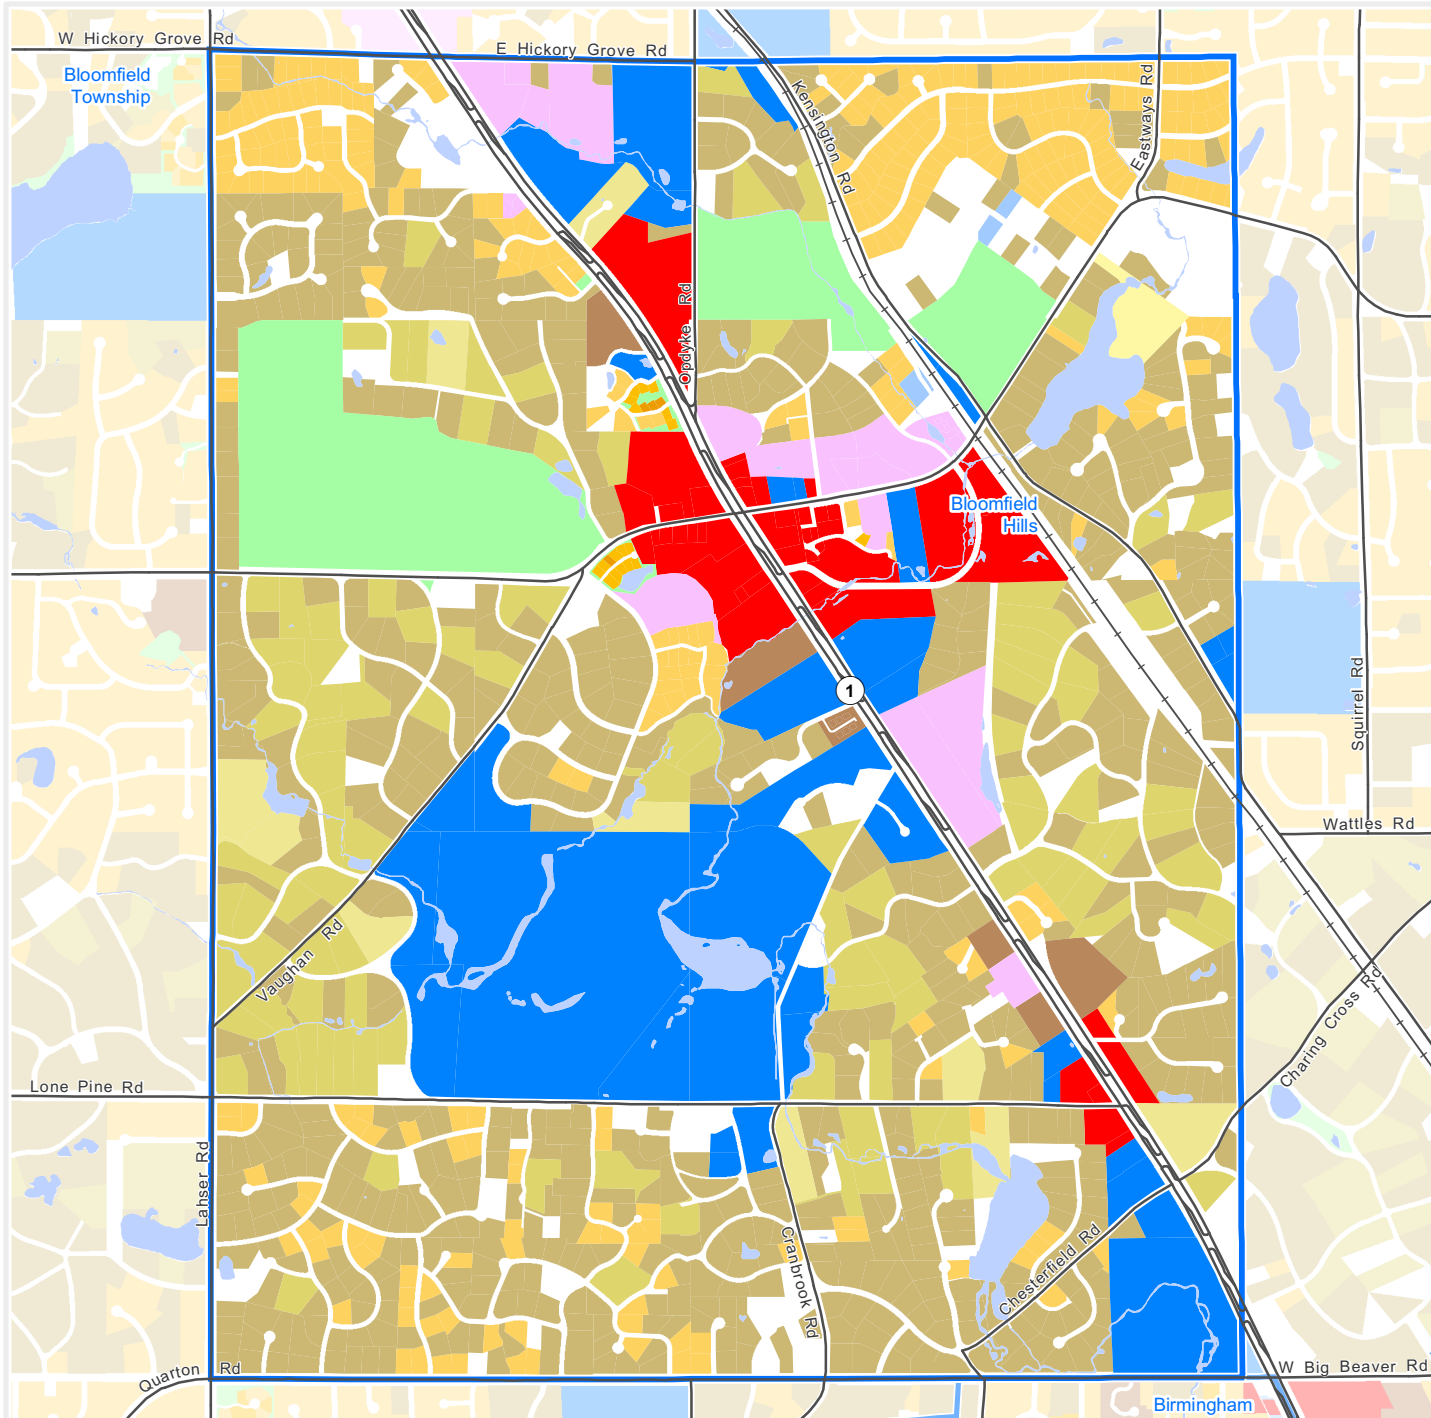 W Hickory Grove Rd
E Hickory Grove Rd
Bloomfield
Township
Kensington Rd
Eastways Rd
Opdyke Rd
Bloomfield
Hills
Squirrel Rd
1
Wattles Rd
Vaughan Rd
Charing Cross Rd
Lone Pine Rd
Lahser Rd
Cranbrook Rd
Chesterfield Rd
Quarton Rd
W Big Beaver Rd
Birmingham